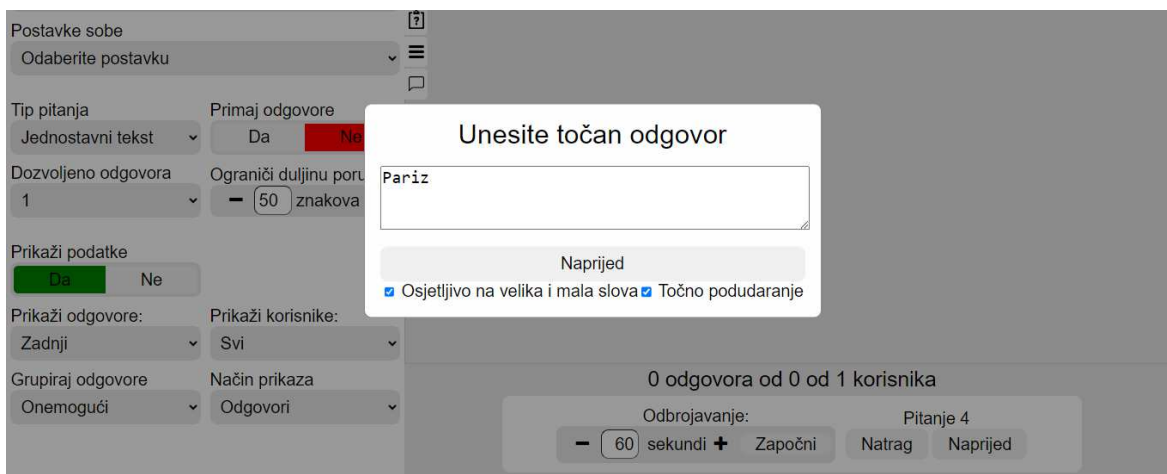 Postavke sobe
Odaberite postavku
Tip pitanja
Primaj odgovore
Jednostavni tekst
Da
Ne
Dozvoljeno odgovora
Ograniči duljinu poru
1
50 znakova
Prikaži podatke
Da
Ne
Prikaži odgovore:
Prikaži korisnike:
Zadnji
Svi
Grupiraj odgovore
Način prikaza
Onemogući
Odgovori
Unesite točan odgovor
Pariz
Naprijed
Osjetljivo na velika i mala slova
Točno podudaranje
0 odgovora od 0 od 1 korisnika
Odbrojavanje:
60 sekundi
Započni
Pitanje 4
Natrag
Naprijed